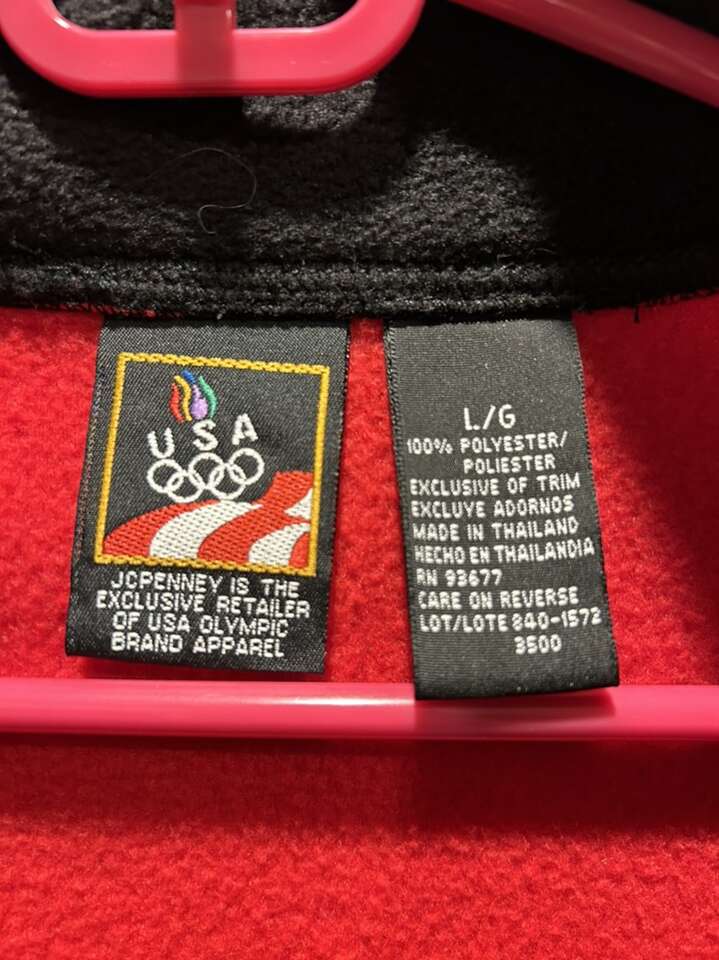 USA
JCPENNEY IS THE
EXCLUSIVE RETAILER
OF USA OLYMPIC
BRAND APPAREL
L/G
100% POLYESTER/
POLIESTER
EXCLUSIVE OF TRIM
EXCLUYE ADORNOS
MADE IN THAILAND
HECHO EN THAILANDIA
RN 93677
CARE ON REVERSE
LOT/LOTE 840-1572
3500